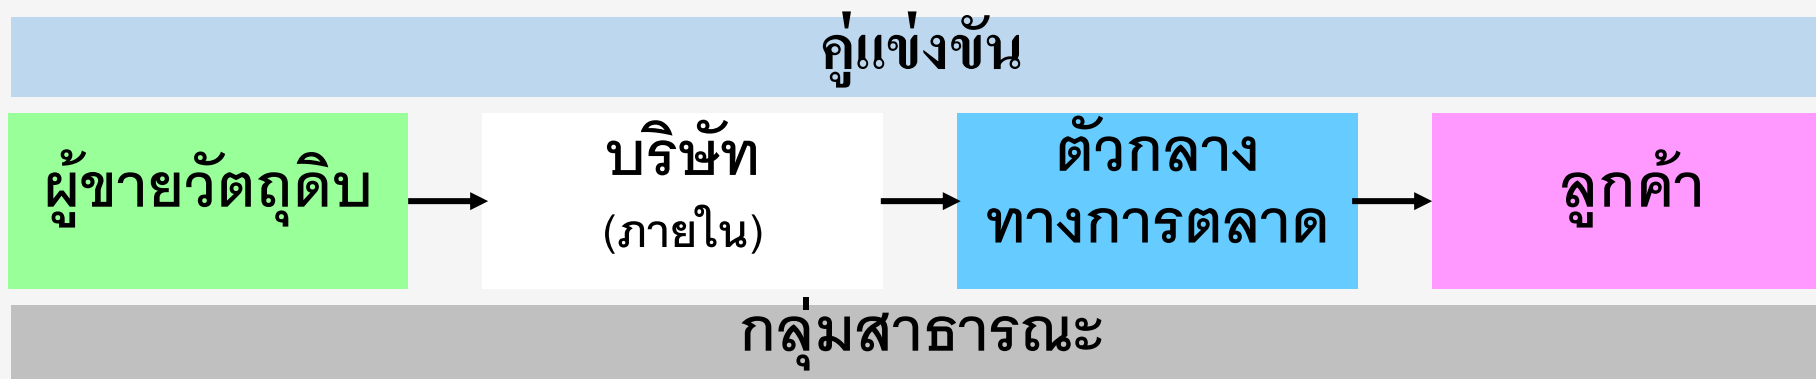 คู่แข่งขัน
ผู้ขายวัตถุดิบ
บริษัท
(ภายใน)
ตัวกลาง
ทางการตลาด
ลูกค้า
กลุ่มสาธารณะ